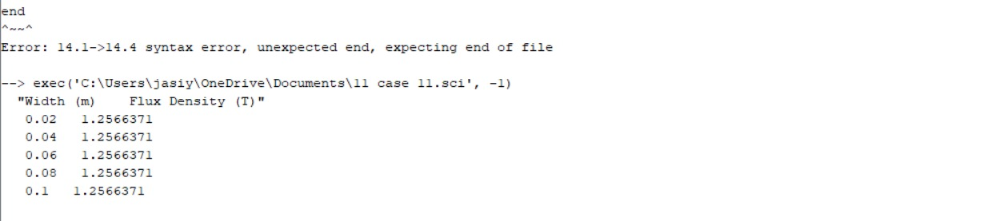 end
^~~^
Error: 14.1->14.4 syntax error, unexpected end, expecting end of file
--> exec('C:\Users\jasiy\OneDrive\Documents\11 case 11.sci', -1)
"Width (m)    Flux Density (T)"
0.02   1.2566371
0.04   1.2566371
0.06   1.2566371
0.08   1.2566371
0.1   1.2566371